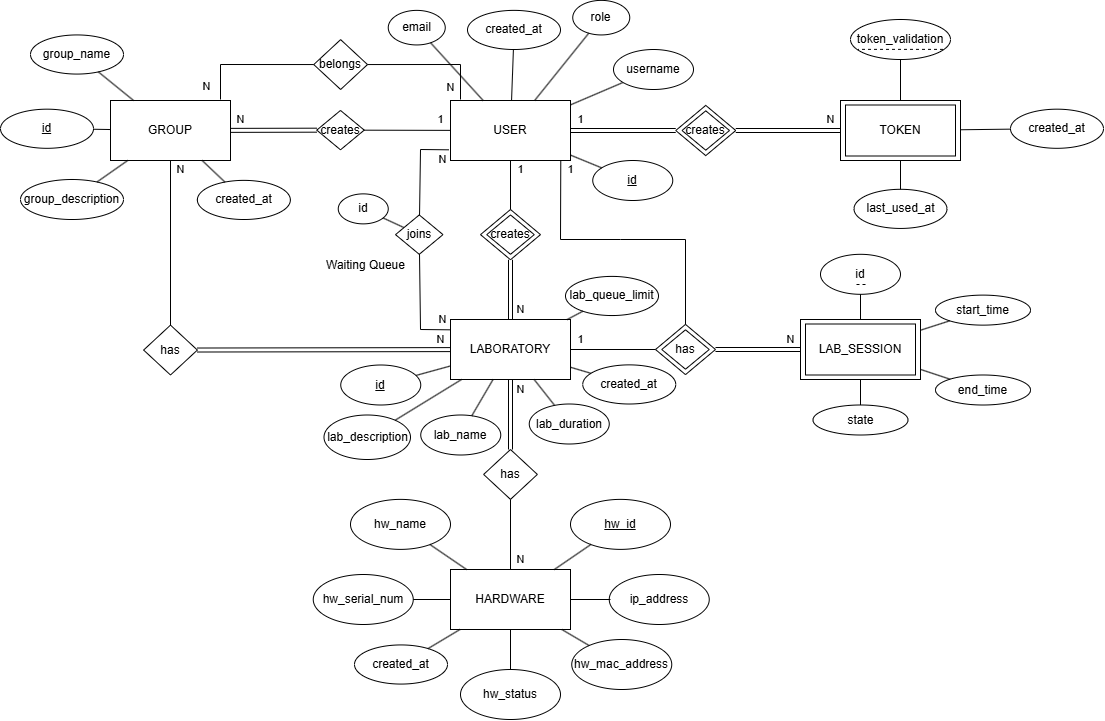 role
email
created_at
token_validation
group_name
belongs
username
N
N
id
GROUP
N
creates
1
USER
1
creates
N
TOKEN
created_at
N
N
1
1
id
group_description
created_at
id
last_used_at
joins
creates
Waiting Queue
id
--
lab_queue_limit
start_time
N
N
has
N
LABORATORY
1
has
N
LAB_SESSION
id
created_at
N
end_time
lab_description
lab_name
lab_duration
state
has
hw_name
hw_id
N
hw_serial_num
HARDWARE
ip_address
created_at
hw_mac_address
hw_status